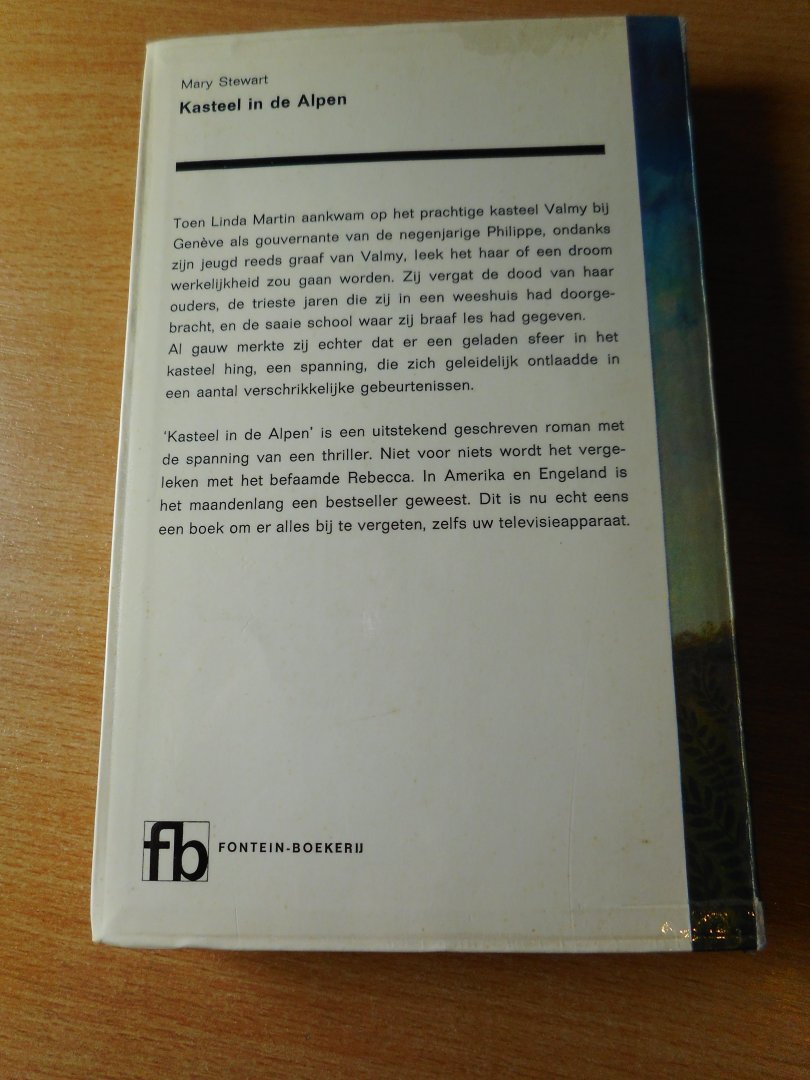 Mary Stewart
Kasteel in de Alpen
Toen Linda Martin aankwam op het prachtige kasteel Valmy bij
Genève als gouvernante van de negenjarige Philippe, ondanks
zijn jeugd reeds graaf van Valmy, leek het haar of een droom
werkelijkheid zou gaan worden. Zij vergat de dood van haar
ouders, de trieste jaren die zij in een weeshuis had doorge-
bracht, en de saaie school waar zij braaf les had gegeven.
Al gauw merkte zij echter dat er een geladen sfeer in het
kasteel hing, een spanning, die zich geleidelijk ontlaadde in
een aantal verschrikkelijke gebeurtenissen.
'Kasteel in de Alpen' is een uitstekend geschreven roman met
de spanning van een thriller. Niet voor niets wordt het verge-
leken met het befaamde Rebecca. In Amerika en Engeland is
het maandenlang een bestseller geweest. Dit is nu echt eens
een boek om er alles bij te vergeten, zelfs uw televisieapparaat.
fb FONTEIN-BOEKERIJ